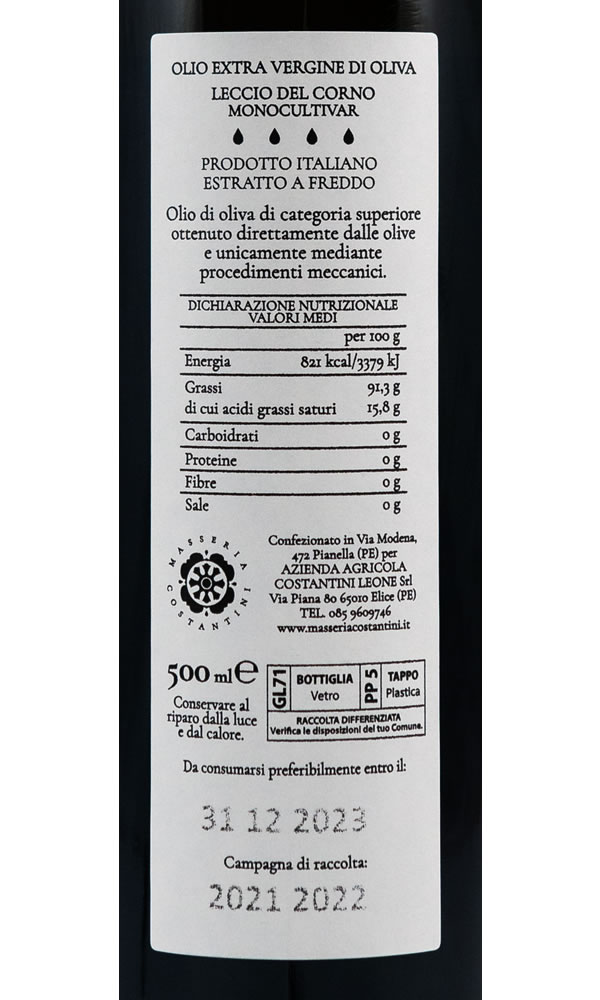 OLIO EXTRA VERGINE DI OLIVA
LECCIO DEL CORNO
MONOCULTIVAR
PRODOTTO ITALIANO
ESTRATTO A FREDDO
Olio di oliva di categoria superiore
ottenuto direttamente dalle olive
e unicamente mediante
procedimenti meccanici.
DICHIARAZIONE NUTRIZIONALE
VALORI MEDI
per 100 g
Energia 821 kcal/3379 kJ
Grassi 91,3 g
di cui acidi grassi saturi 15,8 g
Carboidrati 0 g
Proteine 0 g
Fibre 0 g
Sale 0 g
MASSERIA
COSTANTINI
Confezionato in Via Modena,
472 Pianella (PE) per
AZIENDA AGRICOLA
COSTANTINI LEONE Srl
Via Piana 80 65010 Elice (PE)
TEL. 085 9609746
www.masseriacostantini.it
500 ml e
Conservare al
riparo dalla luce
e dal calore.
GL71
BOTTIGLIA
Vetro
PP 5
TAPPO
Plastica
RACCOLTA DIFFERENZIATA
Verifica le disposizioni del tuo Comune.
Da consumarsi preferibilmente entro il:
31 12 2023
Campagna di raccolta:
2021 2022